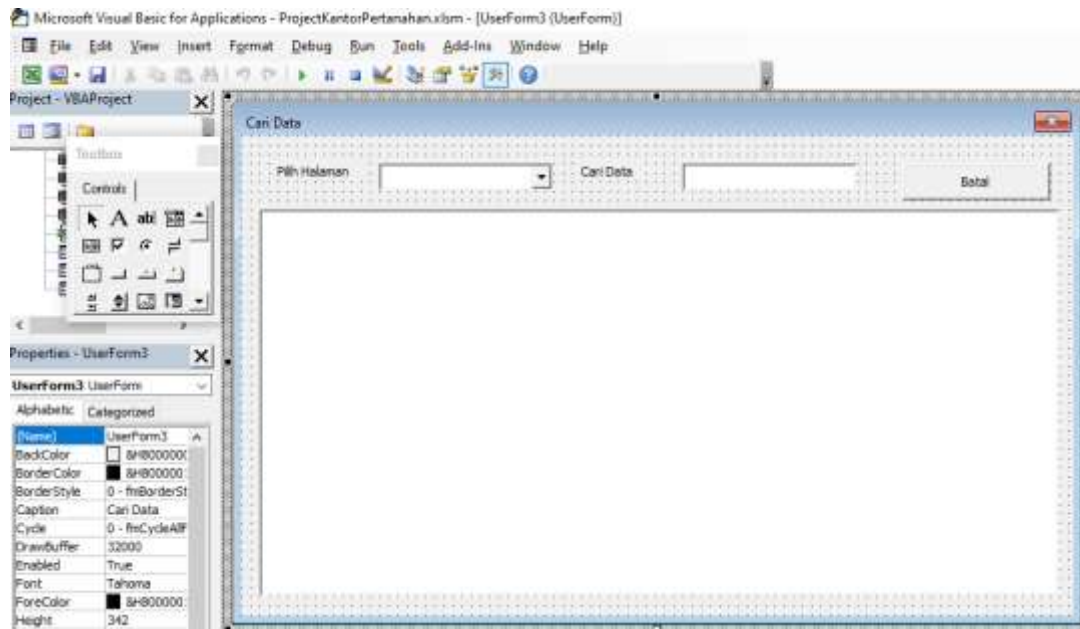 Microsoft Visual Basic for Applications - ProjectKantorPertanahan.xlsm - [UserForm3 (UserForm)]
File Edit View Insert Format Debug Run Tools Add-Ins Window Help
Project - VBAProject
Toolbox
Controls
Cari Data
Pilih Halaman
Cari Data
Batal
Properties - UserForm3
UserForm3 UserForm
Alphabetic Categorized
(Name) UserForm3
BackColor &H8000000
BorderColor &H8000000
BorderStyle 0 - fmBorderSt
Caption Cari Data
Cycle 0 - fmCycleAllF
DrawBuffer 32000
Enabled True
Font Tahoma
ForeColor &H8000000
Height 342